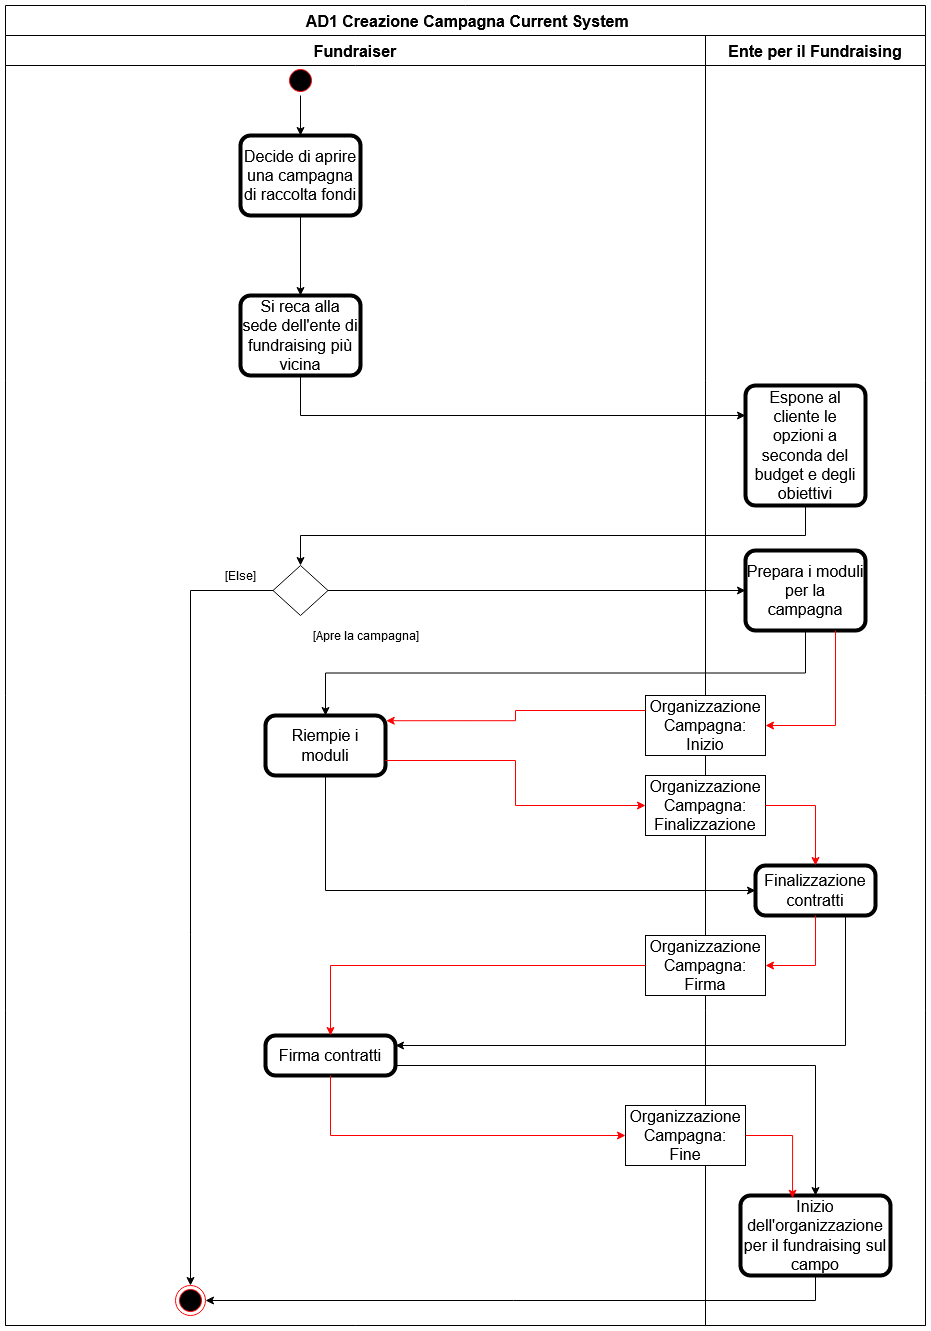 AD1 Creazione Campagna Current System
Fundraiser
Ente per il Fundraising
Decide di aprire
una campagna
di raccolta fondi
Si reca alla
sede dell'ente di
fundraising più
vicina
Espone al
cliente le
opzioni a
seconda del
budget e degli
obiettivi
[Else]
[Apre la campagna]
Prepara i moduli
per la
campagna
Organizzazione
Campagna:
Inizio
Riempie i
moduli
Organizzazione
Campagna:
Finalizzazione
Finalizzazione
contratti
Organizzazione
Campagna:
Firma
Firma contratti
Organizzazione
Campagna:
Fine
Inizio
dell'organizzazione
per il fundraising sul
campo